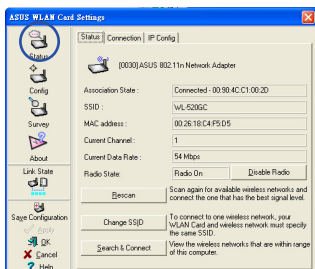 ASUS WLAN Card Settings
Status
Config
Survey
About
Link State
Save Configuration
Apply
OK
Cancel
Help
Status Connection IP Config
[0030] ASUS 802.11n Network Adapter
Association State : Connected - 00:90:4C:C1:00:2D
SSID : WL-520GC
MAC address : 00:26:18:C4:F5:D5
Current Channel : 1
Current Data Rate : 54 Mbps
Radio State: Radio On Disable Radio
Rescan Scan again for available wireless networks and
connect the one that has the best signal level.
Change SSID To connect to one wireless network, your
WLAN Card and wireless network must specify
the same SSID.
Search & Connect View the wireless networks that are within range
of this computer.